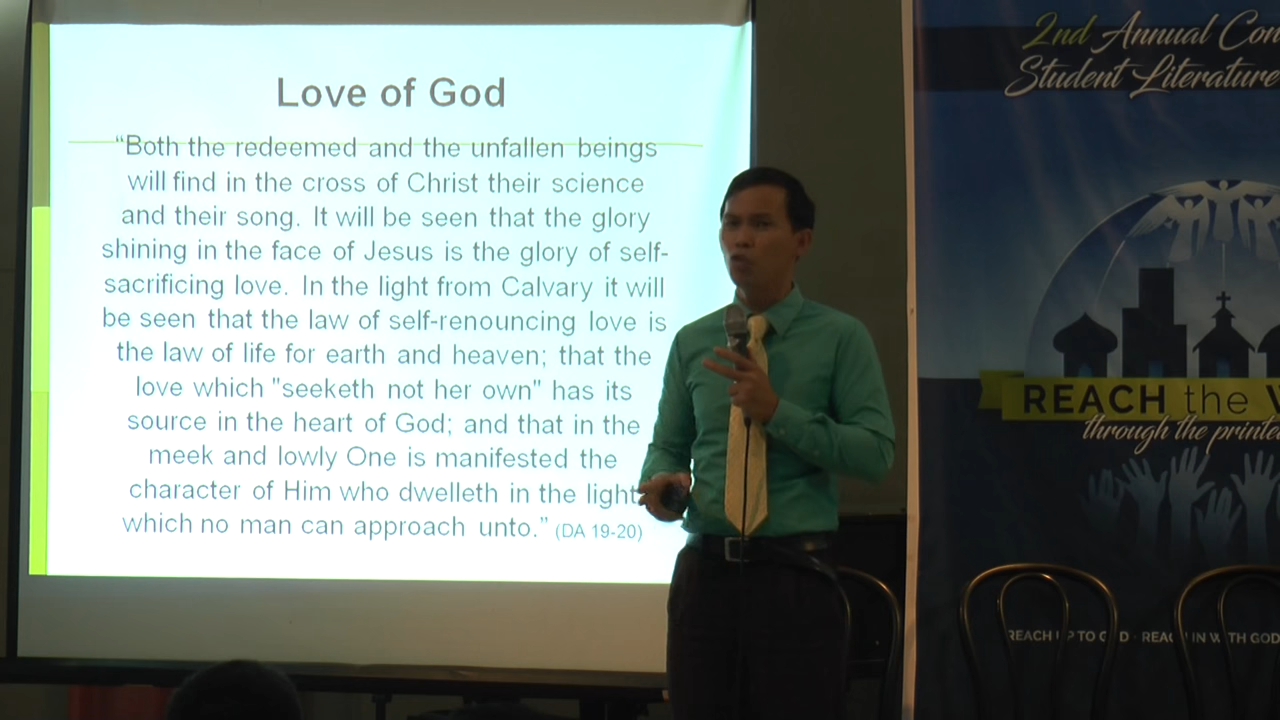 Love of God
“Both the redeemed and the unfallen beings
will find in the cross of Christ their science
and their song. It will be seen that the glory
shining in the face of Jesus is the glory of self-
sacrificing love. In the light from Calvary it will
be seen that the law of self-renouncing love is
the law of life for earth and heaven; that the
love which "seeketh not her own" has its
source in the heart of God; and that in the
meek and lowly One is manifested the
character of Him who dwelleth in the light
which no man can approach unto.” (DA 19-20)
2nd Annual
Student Literature
REACH the
through the
REACH UP TO GOD · REACH IN WITH GOD